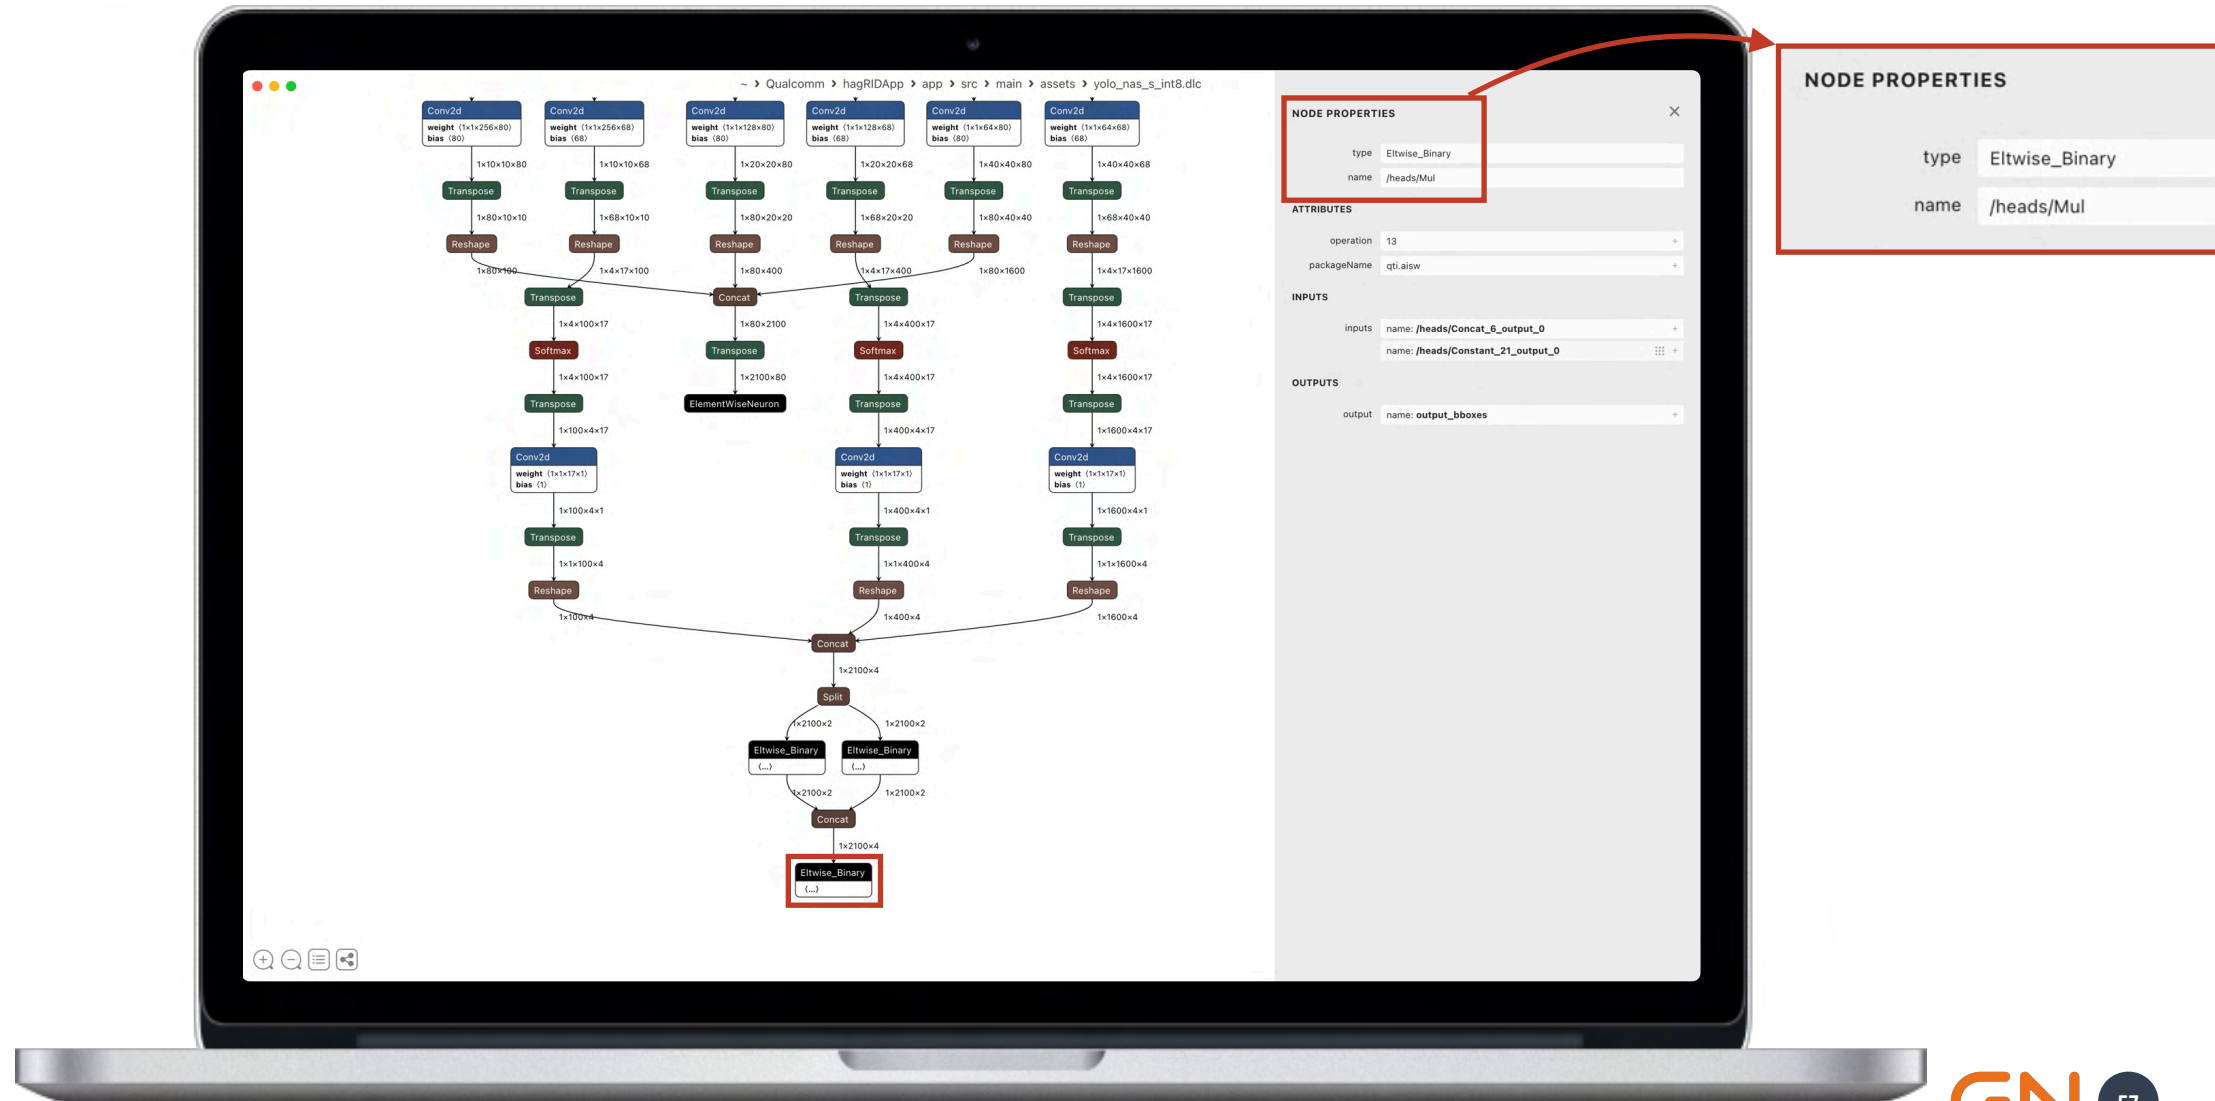 ~ › Qualcomm › hagRIDApp › app › src › main › assets › yolo_nas_s_int8.dlc
Conv2d Conv2d Conv2d Conv2d Conv2d Conv2d
weight ⟨1×1×256×80⟩ weight ⟨1×1×256×68⟩ weight ⟨1×1×128×80⟩ weight ⟨1×1×128×68⟩ weight ⟨1×1×64×80⟩ weight ⟨1×1×64×68⟩
bias ⟨80⟩ bias ⟨68⟩ bias ⟨80⟩ bias ⟨68⟩ bias ⟨80⟩ bias ⟨68⟩
1×10×10×80 1×10×10×68 1×20×20×80 1×20×20×68 1×40×40×80 1×40×40×68
Transpose Transpose Transpose Transpose Transpose Transpose
1×80×10×10 1×68×10×10 1×80×20×20 1×68×20×20 1×80×40×40 1×68×40×40
Reshape Reshape Reshape Reshape Reshape Reshape
1×80×100 1×4×17×100 1×80×400 1×4×17×400 1×80×1600 1×4×17×1600
Transpose Concat Transpose Transpose
1×4×100×17 1×80×2100 1×4×400×17 1×4×1600×17
Softmax Transpose Softmax Softmax
1×4×100×17 1×2100×80 1×4×400×17 1×4×1600×17
Transpose ElementWiseNeuron Transpose Transpose
1×100×4×17 1×400×4×17 1×1600×4×17
Conv2d Conv2d Conv2d
weight ⟨1×1×17×1⟩ weight ⟨1×1×17×1⟩ weight ⟨1×1×17×1⟩
bias ⟨1⟩ bias ⟨1⟩ bias ⟨1⟩
1×100×4×1 1×400×4×1 1×1600×4×1
Transpose Transpose Transpose
1×1×100×4 1×1×400×4 1×1×1600×4
Reshape Reshape Reshape
1×100×4 1×400×4 1×1600×4
Concat
1×2100×4
Split
1×2100×2 1×2100×2
Eltwise_Binary Eltwise_Binary
⟨…⟩ ⟨…⟩
1×2100×2 1×2100×2
Concat
1×2100×4
Eltwise_Binary
⟨…⟩
NODE PROPERTIES ×
type Eltwise_Binary
name /heads/Mul
ATTRIBUTES
operation 13 +
packageName qti.aisw +
INPUTS
inputs name: /heads/Concat_6_output_0 +
name: /heads/Constant_21_output_0 +
OUTPUTS
output name: output_bboxes +
NODE PROPERTIES
type Eltwise_Binary
name /heads/Mul
GN
57